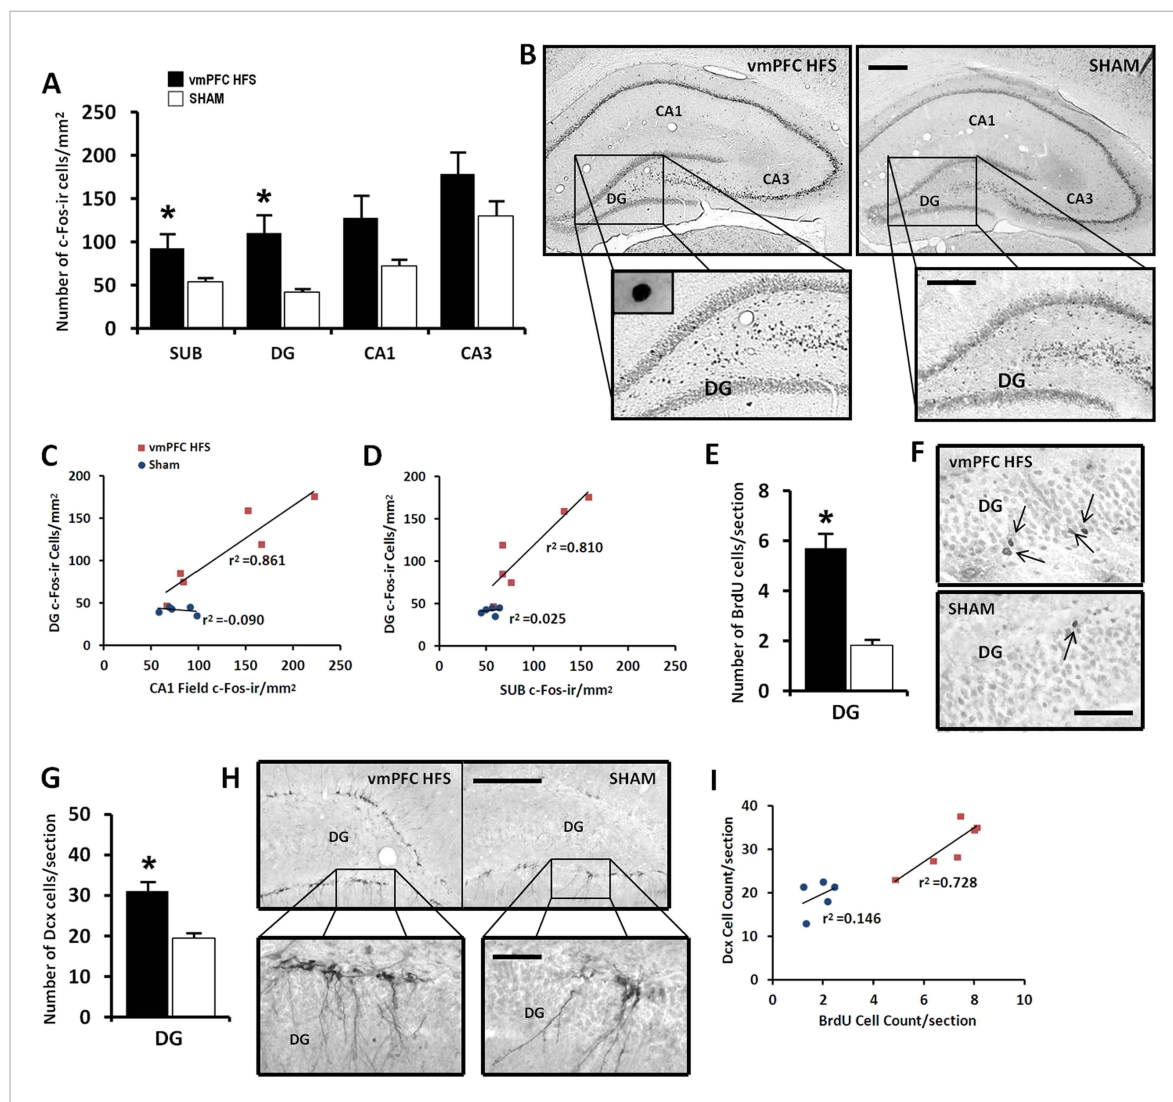 A
vmPFC HFS
SHAM
Number of c-Fos-ir cells/mm²
250
200
150
100
50
0
*
*
SUB
DG
CA1
CA3
B
vmPFC HFS
CA1
CA3
DG
SHAM
CA1
CA3
DG
DG
DG
C
vmPFC HFS
Sham
DG c-Fos-ir Cells/mm²
200
150
100
50
0
r² =0.861
r² =-0.090
0
50
100
150
200
250
CA1 Field c-Fos-ir/mm²
D
DG c-Fos-ir Cells/mm²
200
150
100
50
0
r² =0.810
r² =0.025
0
50
100
150
200
250
SUB c-Fos-ir/mm²
E
Number of BrdU cells/section
8
6
4
2
0
*
DG
F
vmPFC HFS
DG
SHAM
DG
G
Number of Dcx cells/section
50
40
30
20
10
0
*
DG
H
vmPFC HFS
DG
SHAM
DG
DG
DG
I
Dcx Cell Count/section
40
30
20
10
0
r² =0.728
r² =0.146
0
2
4
6
8
10
BrdU Cell Count/section